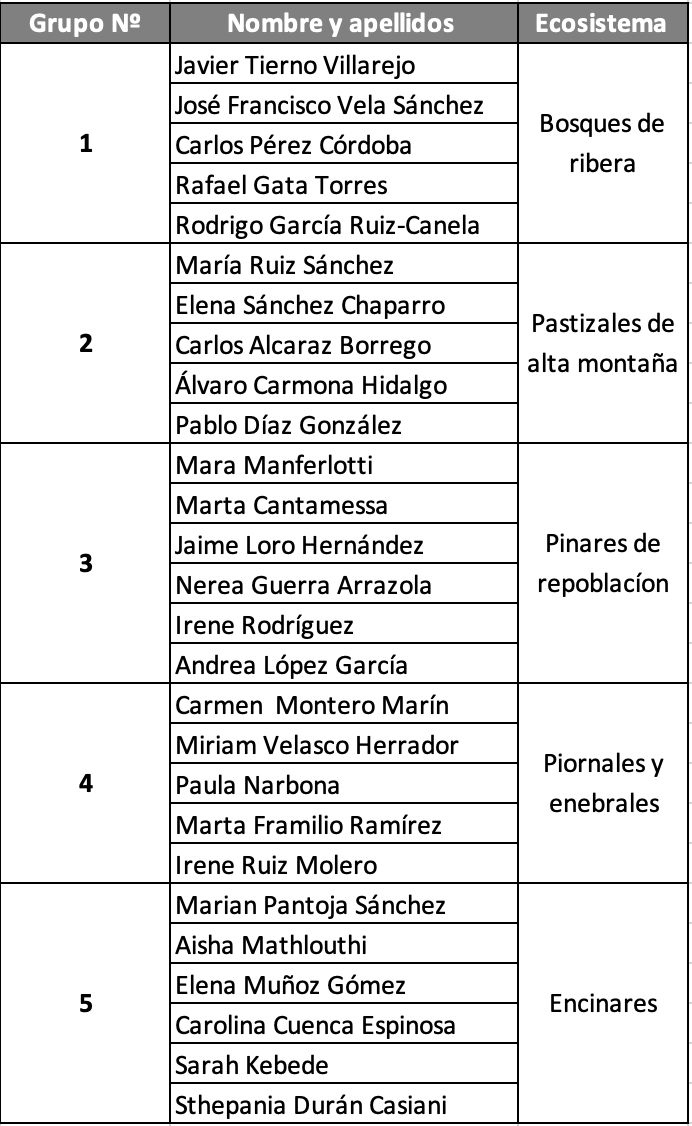 Grupo Nº Nombre y apellidos Ecosistema
Javier Tierno Villarejo
José Francisco Vela Sánchez
1 Carlos Pérez Córdoba Bosques de ribera
Rafael Gata Torres
Rodrigo García Ruiz-Canela
María Ruiz Sánchez
Elena Sánchez Chaparro
2 Carlos Alcaraz Borrego Pastizales de alta montaña
Álvaro Carmona Hidalgo
Pablo Díaz González
Mara Manferlotti
Marta Cantamessa
Jaime Loro Hernández
3 Nerea Guerra Arrazola Pinares de repoblacíon
Irene Rodríguez
Andrea López García
Carmen  Montero Marín
Miriam Velasco Herrador
4 Paula Narbona Piornales y enebrales
Marta Framilio Ramírez
Irene Ruiz Molero
Marian Pantoja Sánchez
Aisha Mathlouthi
Elena Muñoz Gómez
5 Carolina Cuenca Espinosa Encinares
Sarah Kebede
Sthepania Durán Casiani